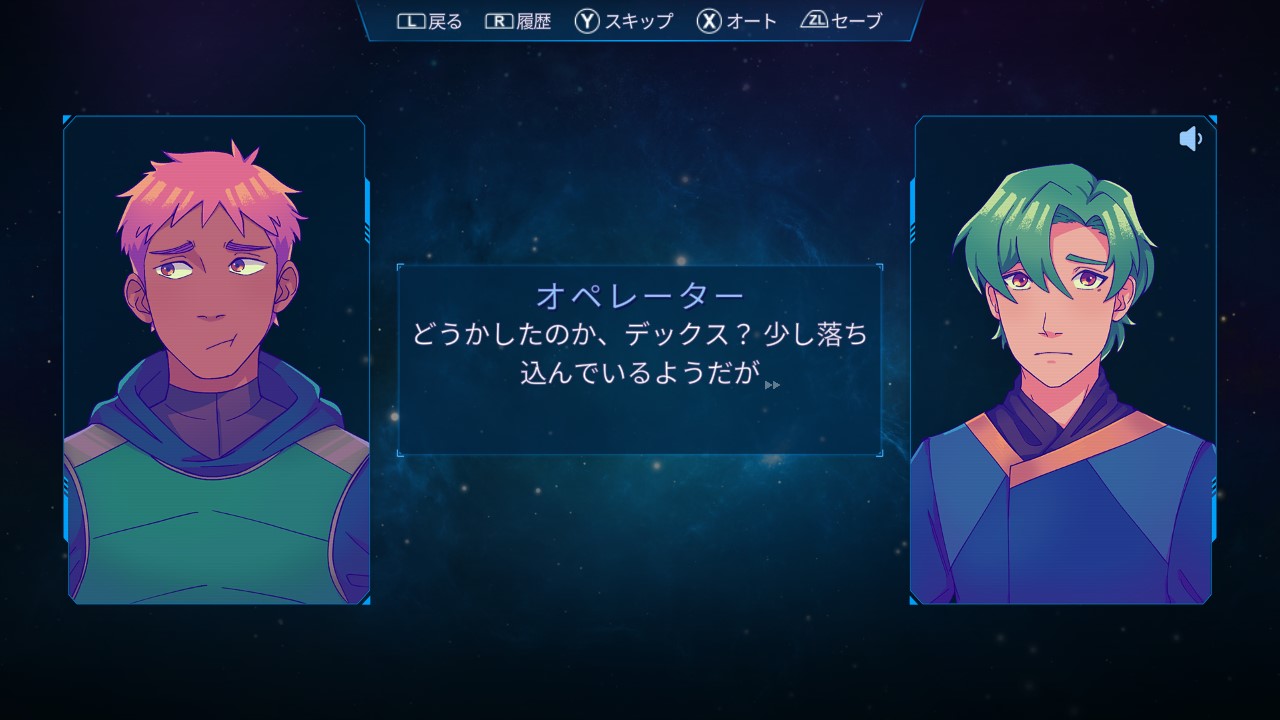 L 戻る R 履歴 Y スキップ X オート ZL セーブ
オペレーター
どうかしたのか、デックス？ 少し落ち
込んでいるようだが